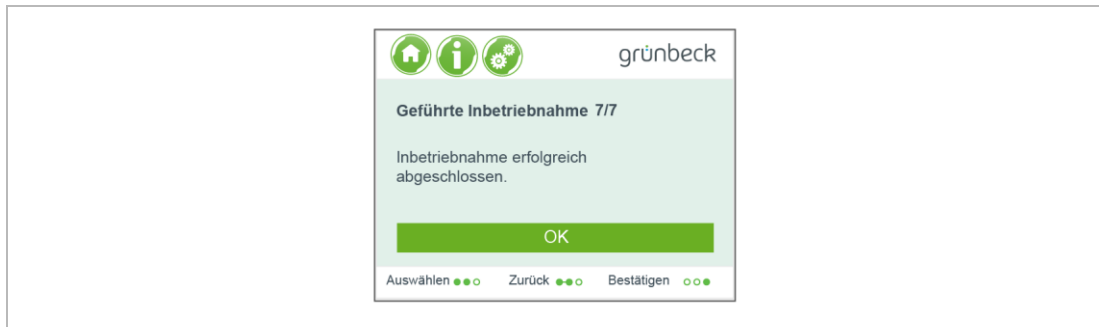 grünbeck
Geführte Inbetriebnahme 7/7
Inbetriebnahme erfolgreich
abgeschlossen.
OK
Auswählen Zurück Bestätigen